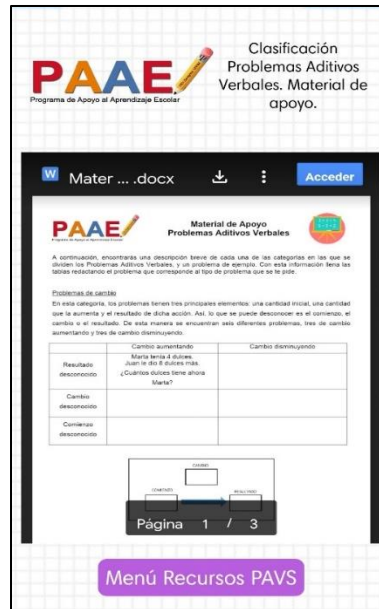 PAAE
Programa de Apoyo al Aprendizaje Escolar
Clasificación
Problemas Aditivos
Verbales. Material de
apoyo.
W Mater ... .docx
Acceder
PAAE
Programa de Apoyo al Aprendizaje Escolar
Material de Apoyo
Problemas Aditivos Verbales
A continuación, encontrarás una descripción breve de cada una de las categorías en las que se
dividen los Problemas Aditivos Verbales, y un problema de ejemplo. Con esta información llena las
tablas redactando el problema que corresponde al tipo de problema que se te pide.
Problemas de cambio
En esta categoría, los problemas tienen tres principales elementos: una cantidad inicial, una cantidad
que la aumenta y el resultado de dicha acción. Así, lo que se puede desconocer es el comienzo, el
cambio o el resultado. De esta manera se encuentran seis diferentes problemas, tres de cambio
aumentando y tres de cambio disminuyendo.
Cambio aumentando
Cambio disminuyendo
Resultado
desconocido
Marta tenía 4 dulces.
Juan le dio 8 dulces más.
¿Cuántos dulces tiene ahora
Marta?
Cambio
desconocido
Comienzo
desconocido
CAMBIO
COMIENZO
RESULTADO
Página 1 / 3
Menú Recursos PAVS